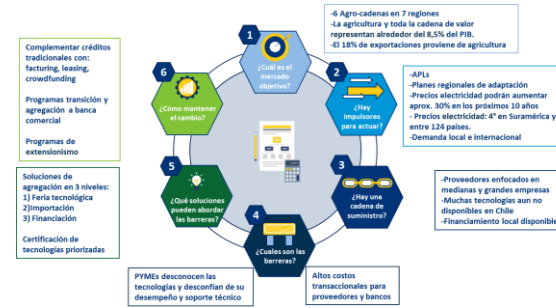 -6 Agro-cadenas en 7 regiones
-La agricultura y toda la cadena de valor
representan alrededor del 8,5% del PIB.
-El 18% de exportaciones proviene de agricultura
1
¿Cuál es el
mercado objetivo?
2
¿Hay
impulsores
para actuar?
-APLs
-Planes regionales de adaptación
-Precios electricidad podrán aumentar
aprox. 30% en los próximos 10 años
- Precios electricidad: 4° en Suramérica y
entre 124 países.
-Demanda local e internacional
3
¿Hay una
cadena de
suministro?
-Proveedores enfocados en
medianas y grandes empresas
-Muchas tecnologías aun no
disponibles en Chile
-Financiamiento local disponible
4
¿Cuales son las
barreras?
PYMEs desconocen las
tecnologías y desconfían de su
desempeño y soporte técnico
Altos costos
transaccionales para
proveedores y bancos
5
¿Qué soluciones
pueden abordar
las barreras?
Soluciones de
agregación en 3 niveles:
1) Feria tecnológica
2)Importación
3) Financiación
Certificación de
tecnologías priorizadas
6
¿Cómo mantener
el cambio?
Complementar créditos
tradicionales con:
facturing, leasing,
crowdfunding
Programas transición y
agregación a banca
comercial
Programas de
extensionismo